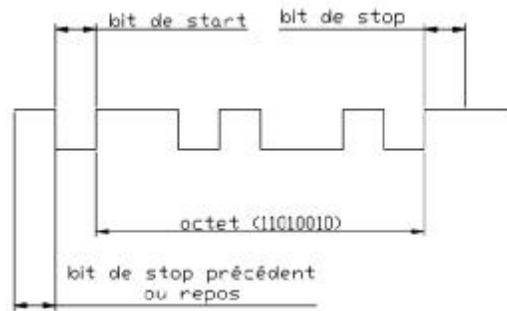 bit de start
bit de stop
octet (11010010)
bit de stop précédent
ou repos